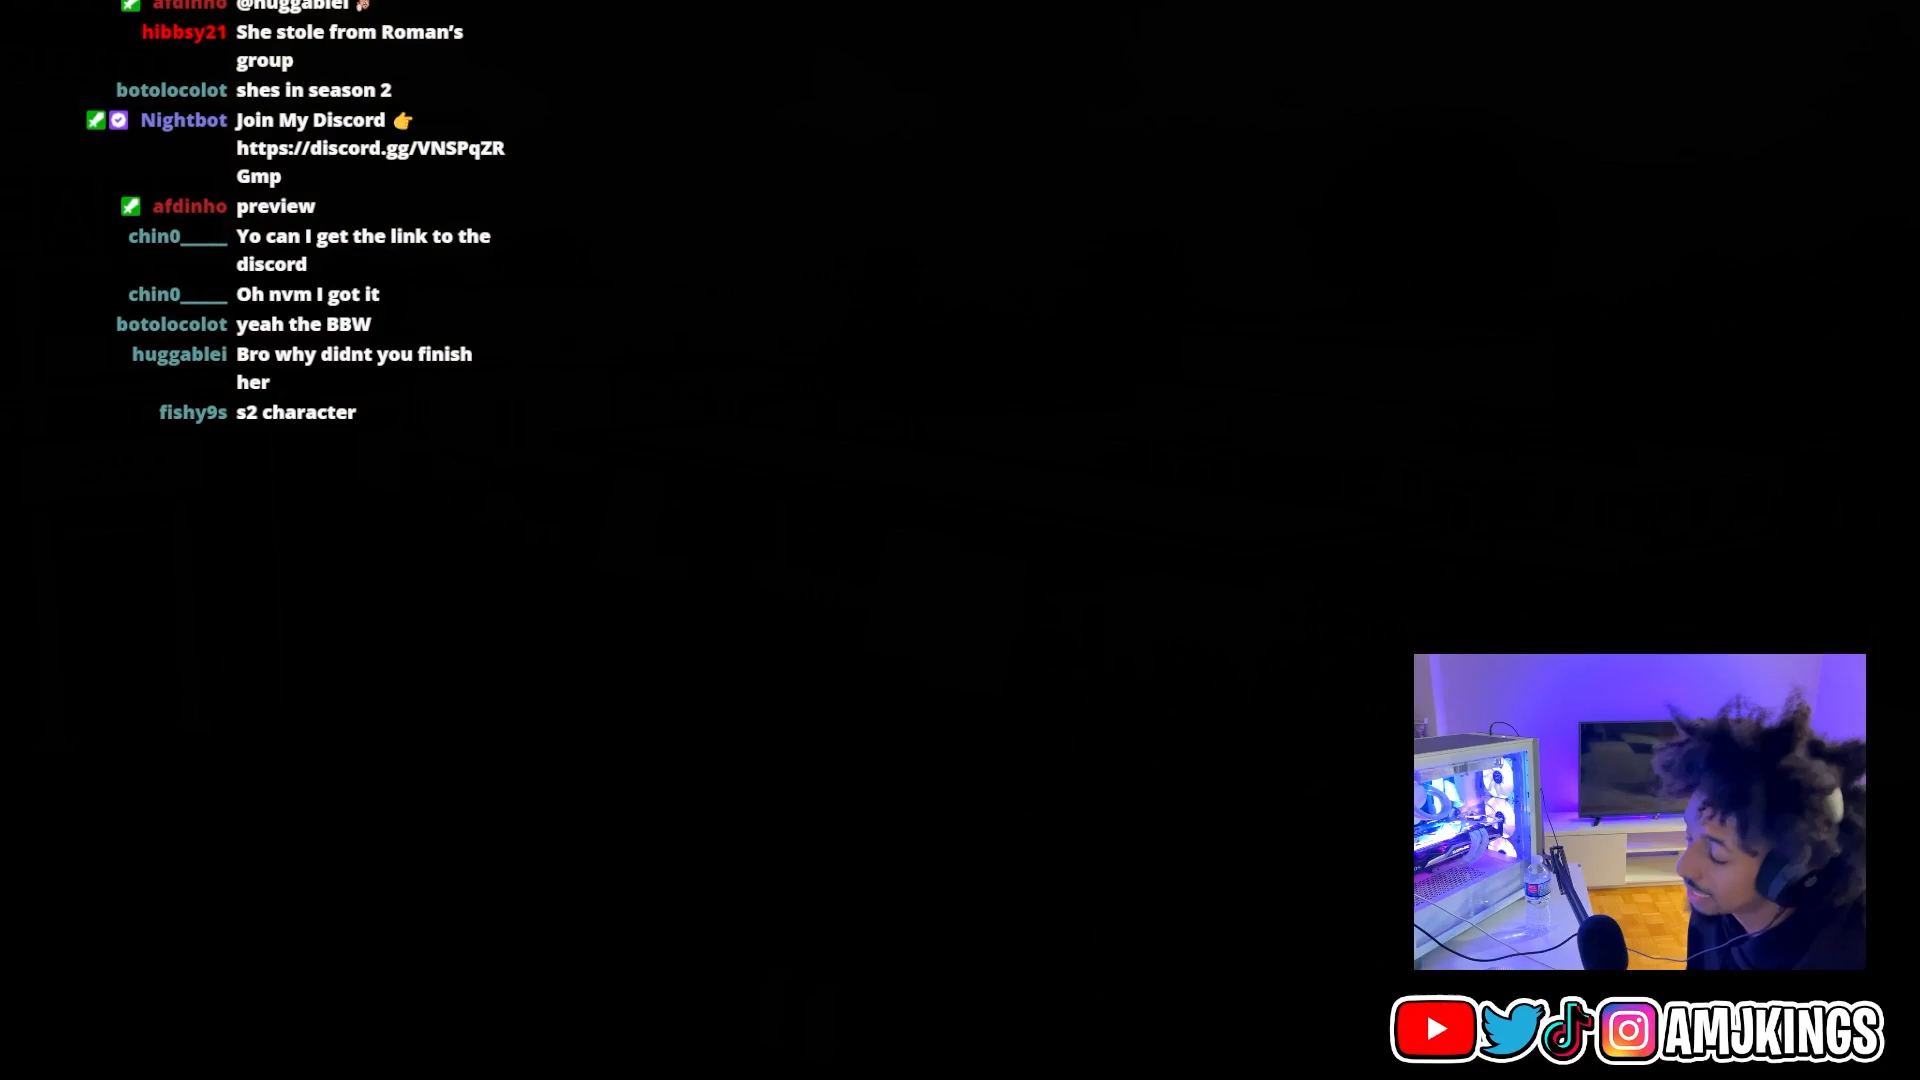 afdinho @huggablei
hibbsy21 She stole from Roman’s
group
botolocolot shes in season 2
Nightbot Join My Discord 👉
https://discord.gg/VNSPqZR
Gmp
afdinho preview
chin0_____ Yo can I get the link to the
discord
chin0_____ Oh nvm I got it
botolocolot yeah the BBW
huggablei Bro why didnt you finish
her
fishy9s s2 character
AMJKINGS